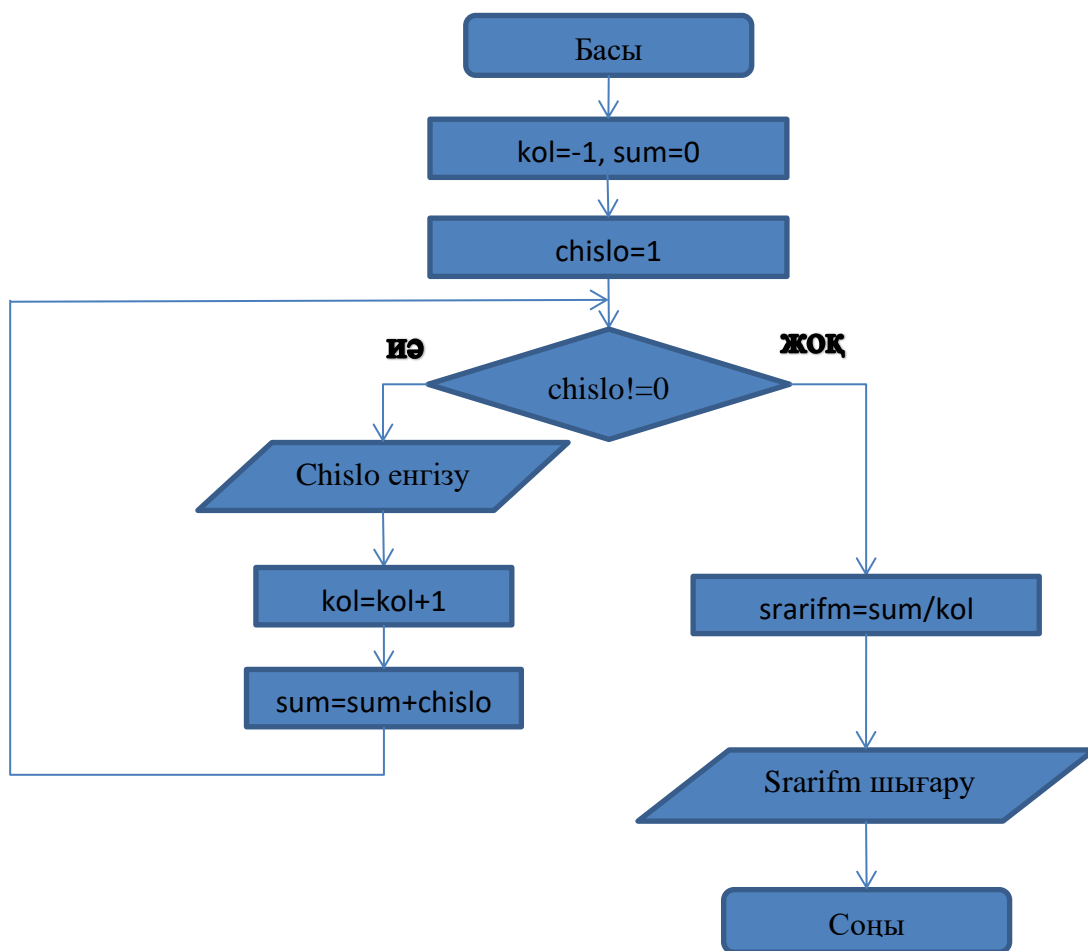 Басы
kol=-1, sum=0
chislo=1
иә
жоқ
chislo!=0
Chislo енгізу
kol=kol+1
srarifm=sum/kol
sum=sum+chislo
Srarifm шығару
Соңы